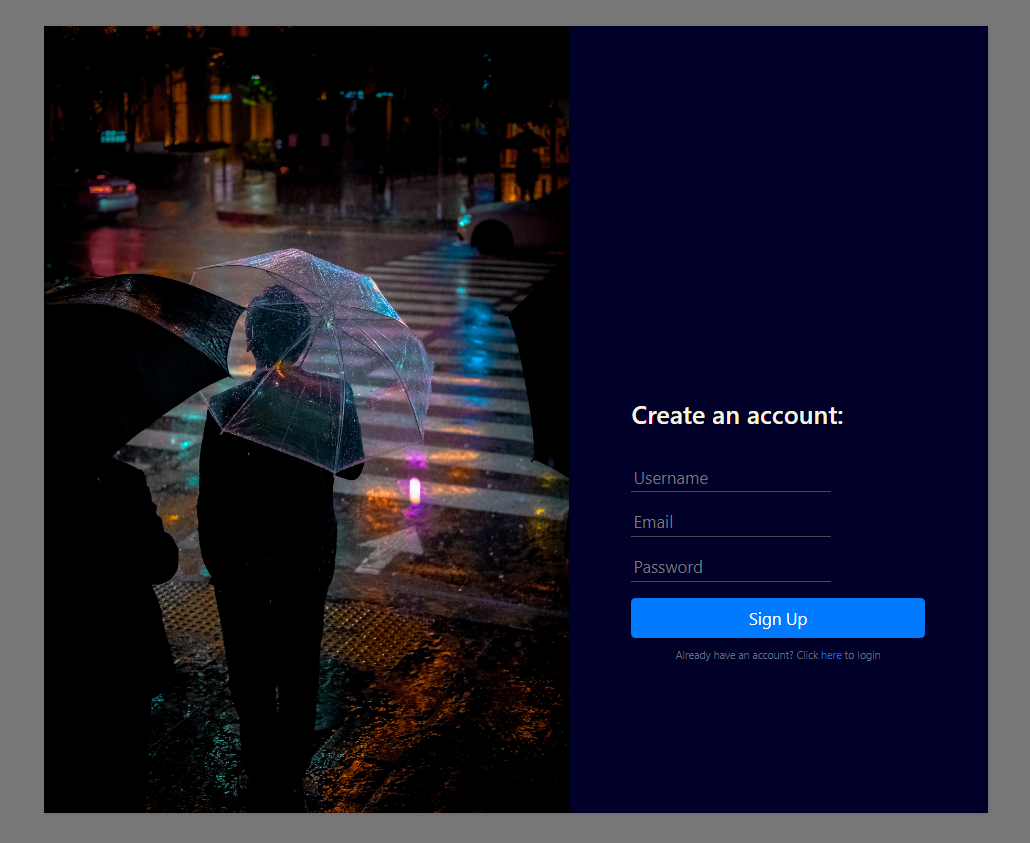 Create an account:
Username
Email
Password
Sign Up
Already have an account? Click here to login